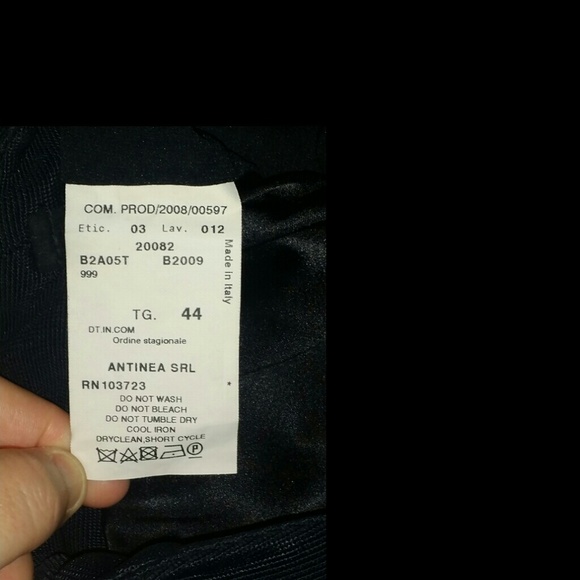 COM. PROD/2008/00597
Etic. 03 Lav. 012
20082
B2A05T B2009
999
Made in Italy
TG. 44
DT.IN.COM
Ordine stagionale
ANTINEA SRL
RN103723 *
DO NOT WASH
DO NOT BLEACH
DO NOT TUMBLE DRY
COOL IRON
DRYCLEAN,SHORT CYCLE
P